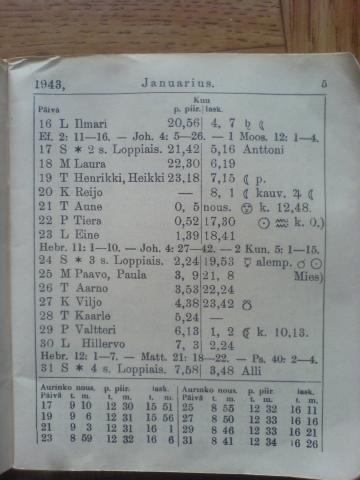 1943, Januarius. 5
Kuu
Päivä p. piir. lask.
16 L Ilmari 20,56 4, 7 ♄ ☾
Ef. 2: 11—16. — Joh. 4: 5—26. — 1 Moos. 12: 1—4.
17 S ✶ 2 s. Loppiais. 21,42 5,16 Anttoni
18 M Laura 22,30 6,19
19 T Henrikki, Heikki 23,18 7,15 ☾ p.
20 K Reijo — 8, 1 ☾ kauv. ♃ ☾
21 T Aune 0, 5 nous. k. 12,48.
22 P Tiera 0,52 17,30 ☉ ♒ k. 0.)
23 L Eine 1,39 18,41
Hebr. 11: 1—10. — Joh. 4: 27—42. — 2 Kun. 5: 1—15.
24 S ✶ 3 s. Loppiais. 2,24 19,53 ☿ alemp. ☌ ☉
25 M Paavo, Paula 3, 9 21, 8 Mies)
26 T Aarno 3,53 22,24
27 K Viljo 4,38 23,42
28 T Kaarle 5,24 —
29 P Valtteri 6,13 1, 2 ☾ k. 10,13.
30 L Hillervo 7, 3 2,24
Hebr. 12: 1—7. — Matt. 21: 18—22. — Ps. 40: 2—4.
31 S ✶ 4 s. Loppiais. 7,58 3,48 Alli
Aurinko nous. p. piir. lask. Aurinko nous. p. piir. lask.
Päivä t. m. t. m. t. m. Päivä t. m. t. m. t. m.
17 9 10 12 30 15 51 25 8 55 12 32 16 11
19 9 6 12 31 15 56 27 8 50 12 33 16 16
21 9 3 12 31 16 1 29 8 46 12 33 16 21
23 8 59 12 32 16 6 31 8 41 12 34 16 26